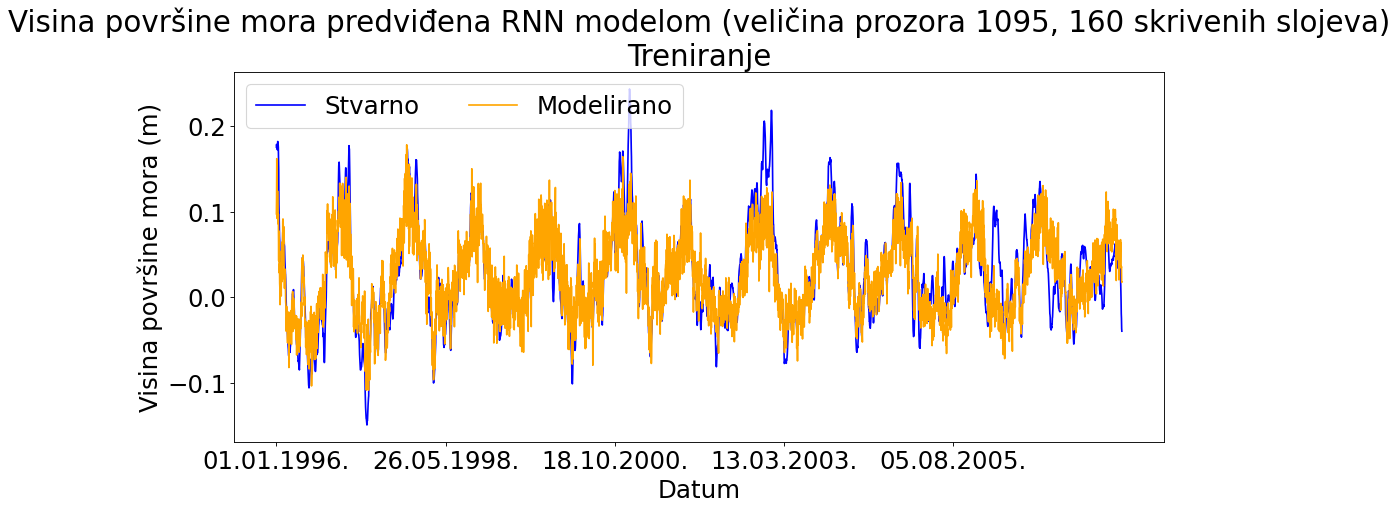 Visina površine mora predviđena RNN modelom (veličina prozora 1095, 160 skrivenih slojeva)
Treniranje
Stvarno Modelirano
Visina površine mora (m)
0.2
0.1
0.0
−0.1
01.01.1996. 26.05.1998. 18.10.2000. 13.03.2003. 05.08.2005.
Datum